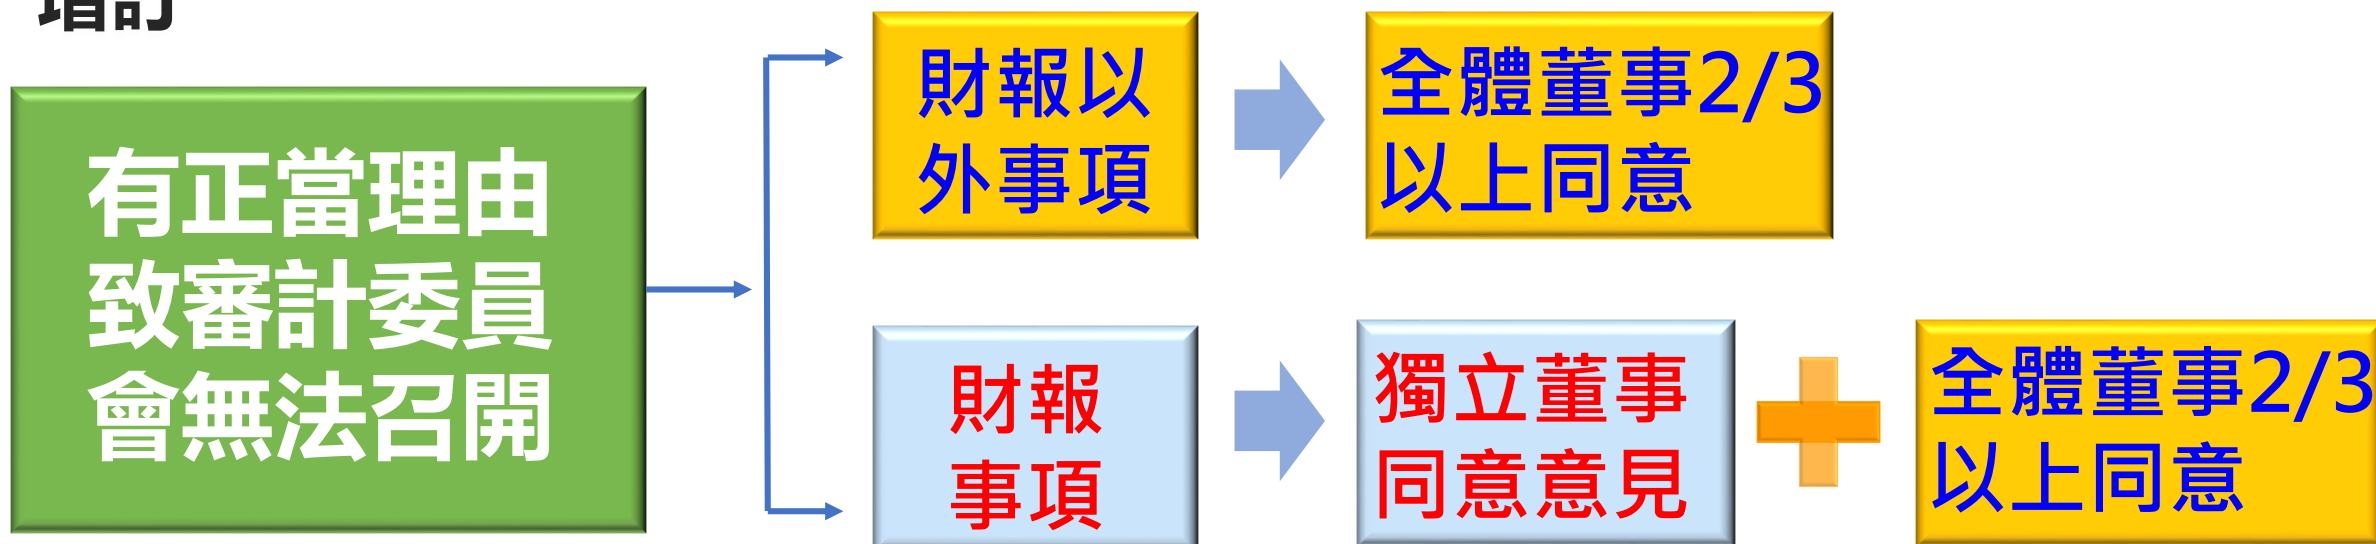 有正當理由
致審計委員
會無法召開
財報以
外事項
全體董事2/3
以上同意
財報
事項
獨立董事
同意意見
全體董事2/3
以上同意